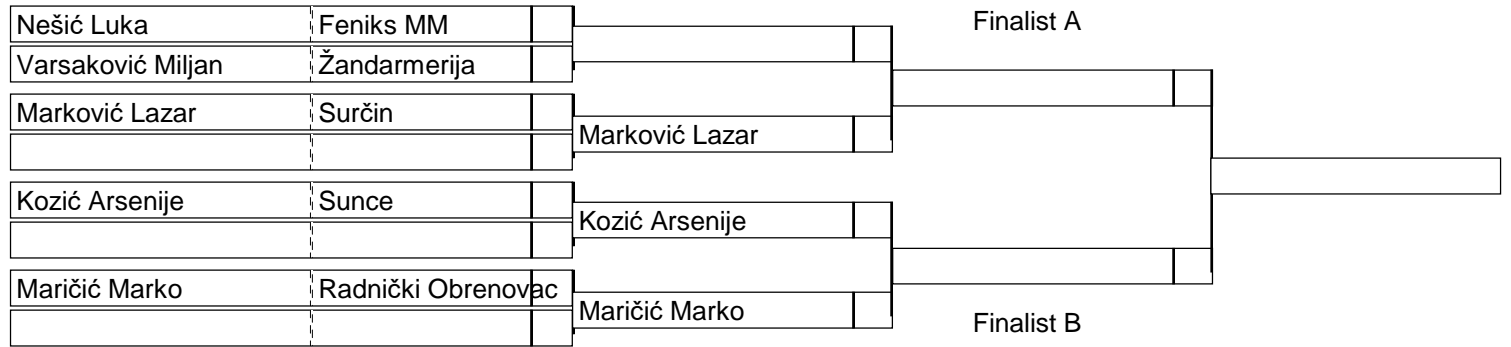 Nešić Luka Feniks MM
Varsaković Miljan Žandarmerija
Marković Lazar Surčin
Kozić Arsenije Sunce
Maričić Marko Radnički Obrenovac
Marković Lazar
Kozić Arsenije
Maričić Marko
Finalist A
Finalist B